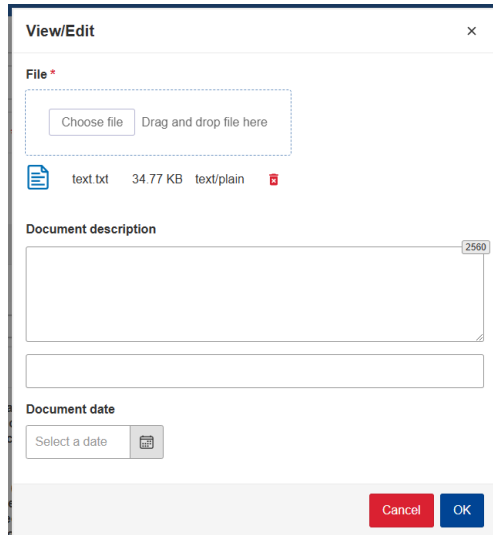 View/Edit ×
File *
Choose file Drag and drop file here
text.txt 34.77 KB text/plain
Document description
2560
Document date
Select a date
Cancel OK